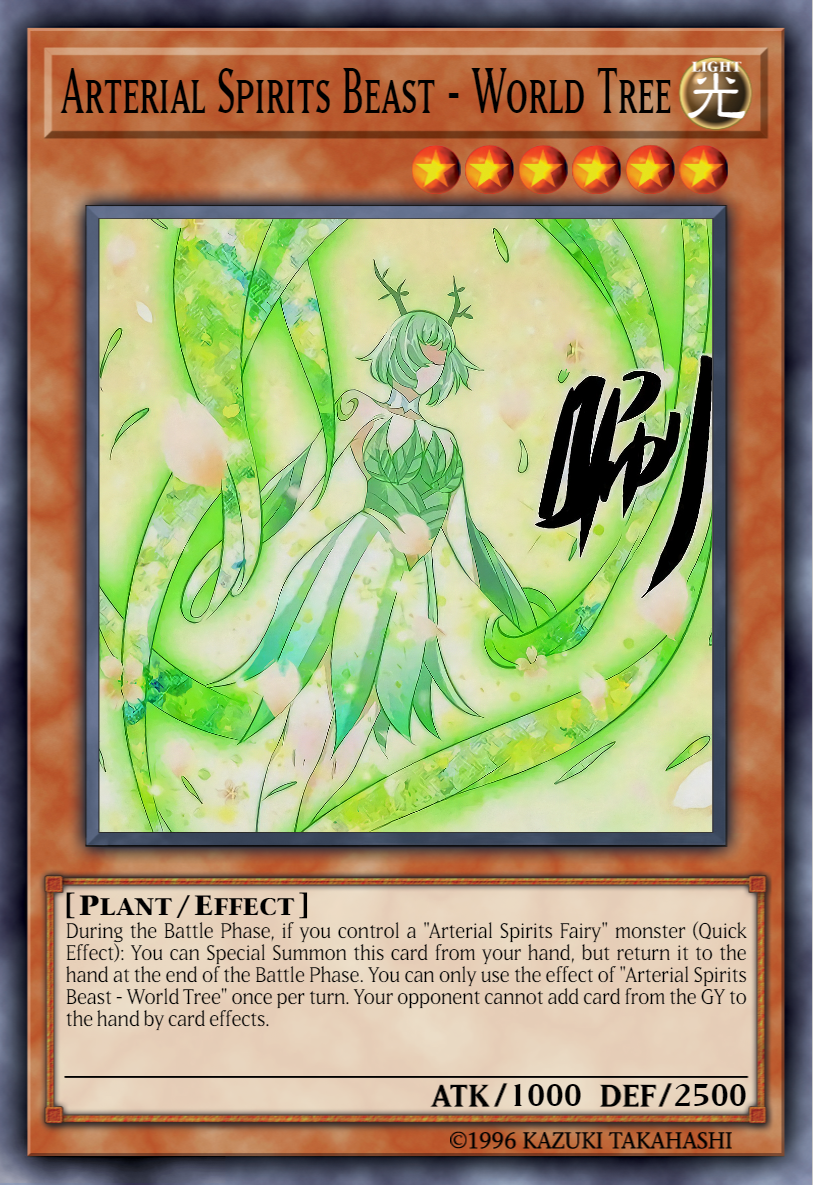 Arterial Spirits Beast - World Tree
LIGHT
光
[ Plant / Effect ]
During the Battle Phase, if you control a "Arterial Spirits Fairy" monster (Quick
Effect): You can Special Summon this card from your hand, but return it to the
hand at the end of the Battle Phase. You can only use the effect of "Arterial Spirits
Beast - World Tree" once per turn. Your opponent cannot add card from the GY to
the hand by card effects.
ATK/1000 DEF/2500
©1996 KAZUKI TAKAHASHI